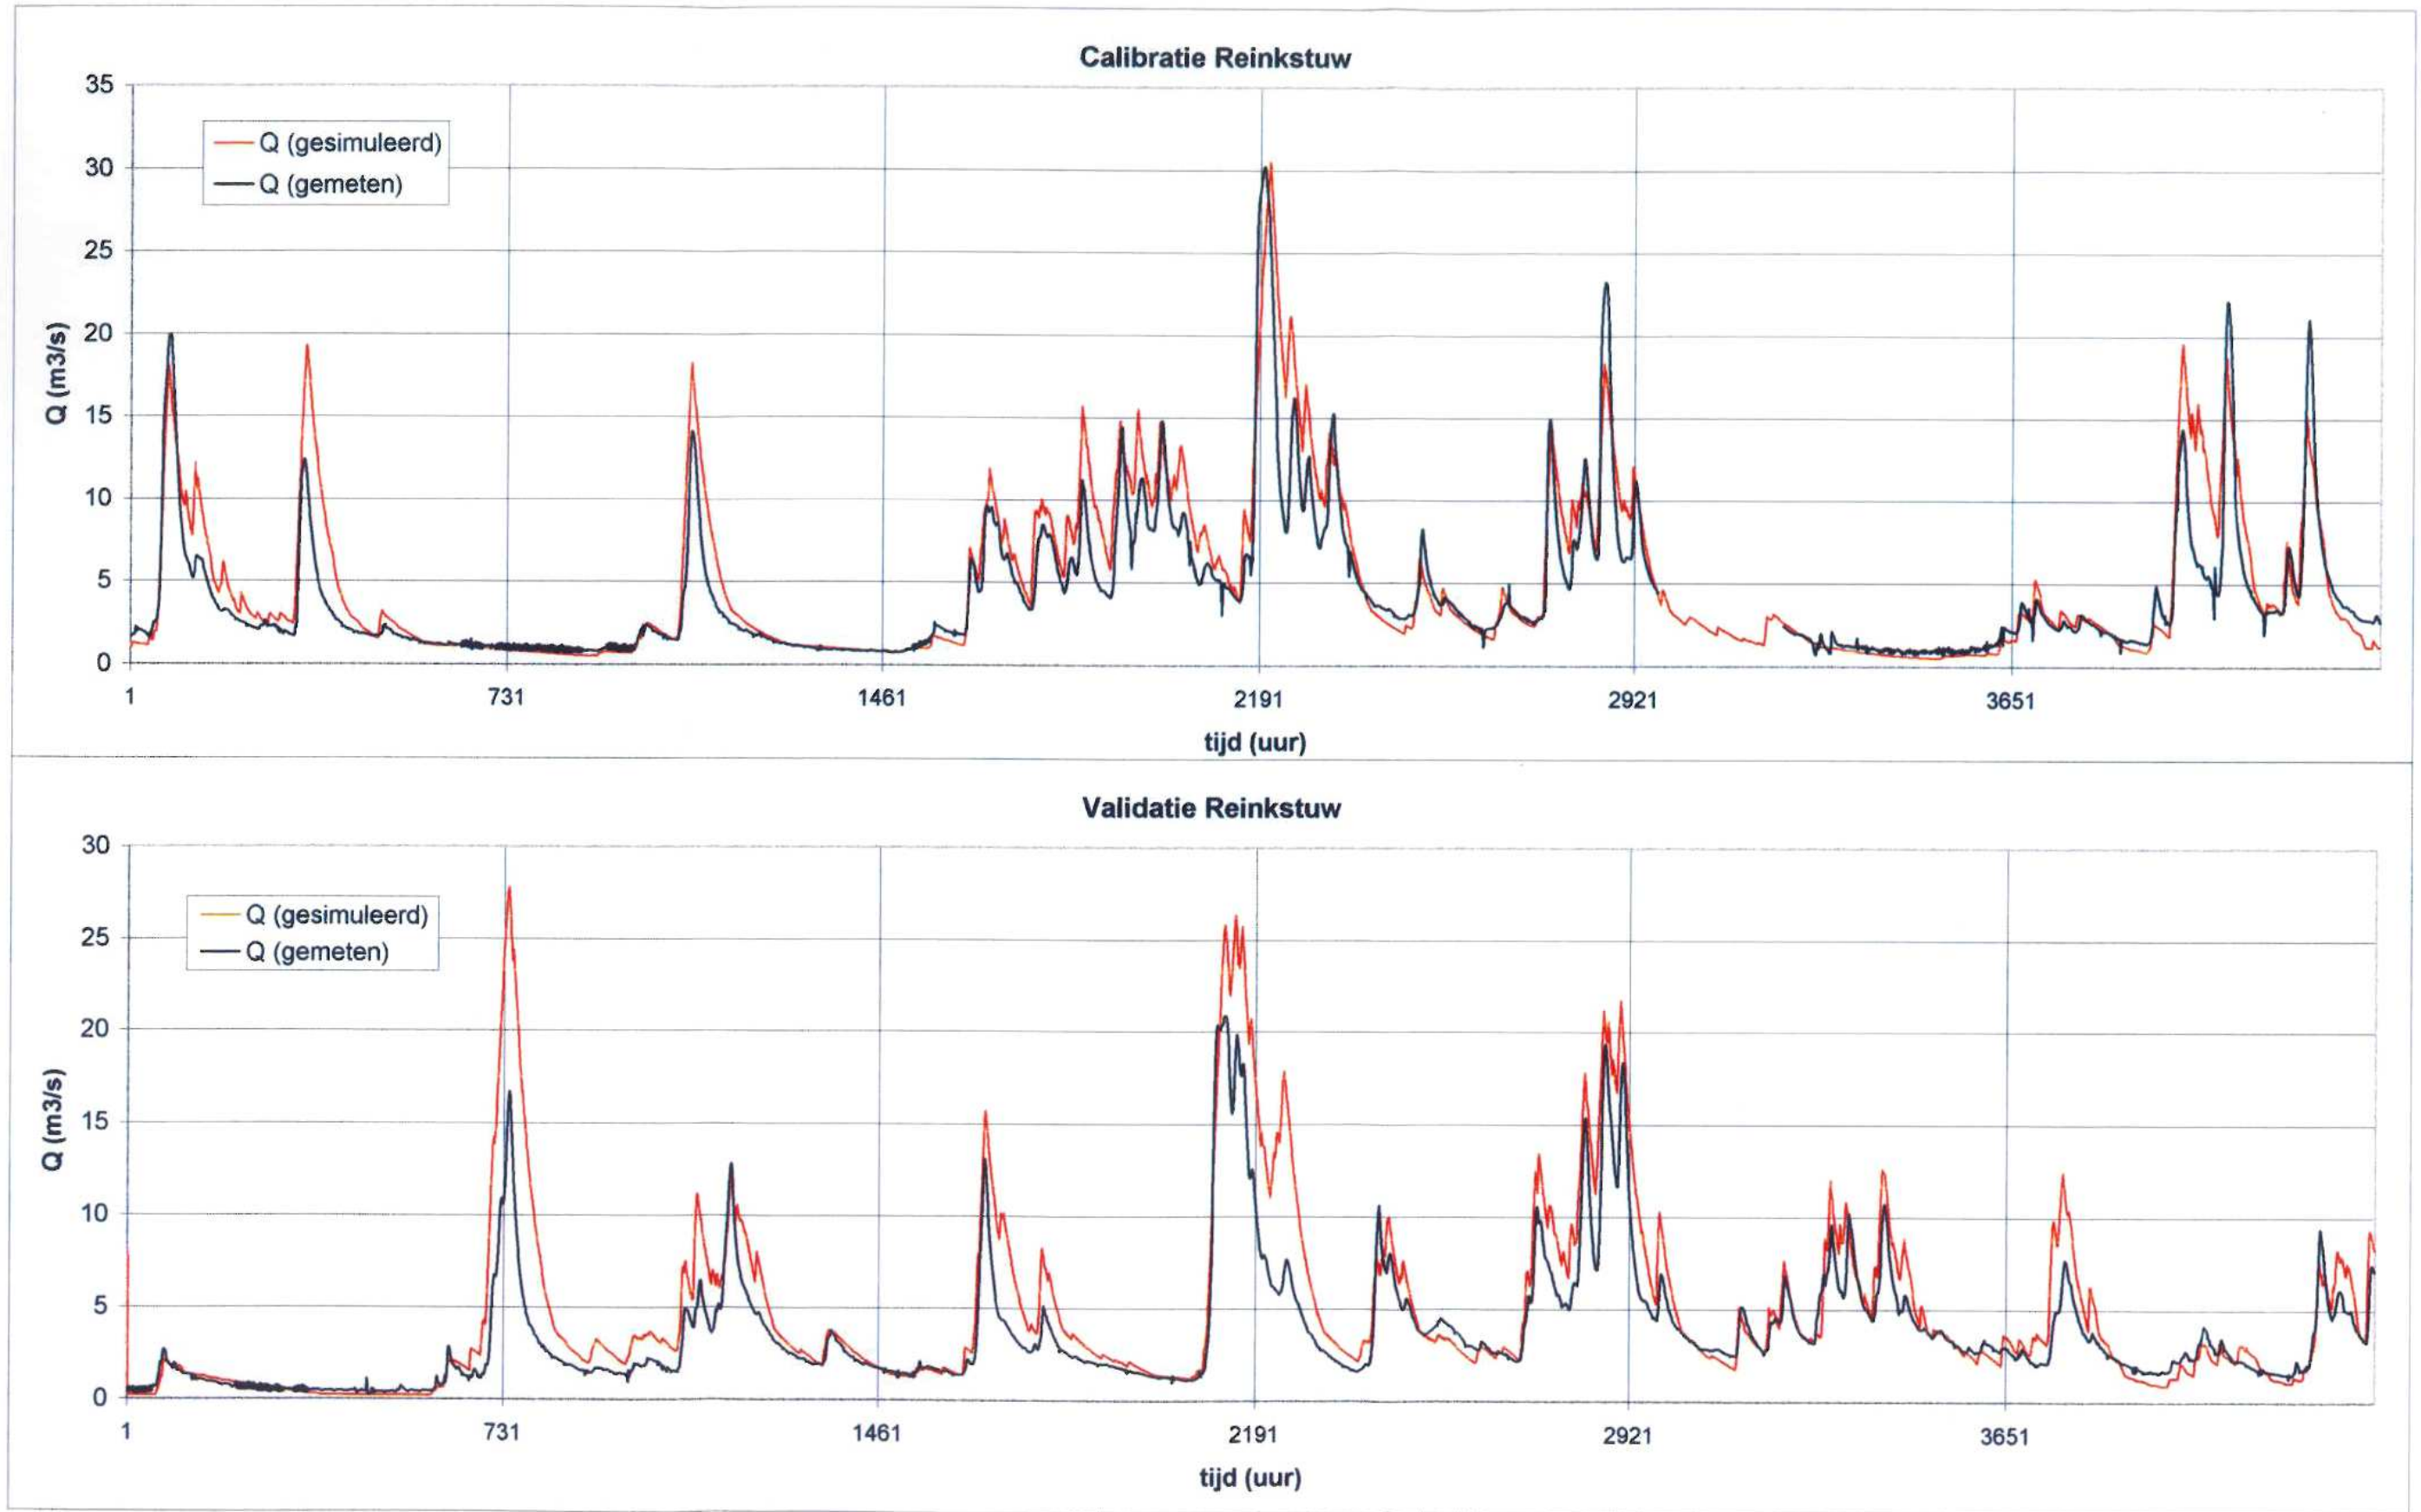 Calibratie Reinkstuw
35
30
25
20
15
10
5
0
Q (m3/s)
Q (gesimuleerd)
Q (gemeten)
1 731 1461 2191 2921 3651
tijd (uur)
Validatie Reinkstuw
30
25
20
15
10
5
0
Q (m3/s)
Q (gesimuleerd)
Q (gemeten)
1 731 1461 2191 2921 3651
tijd (uur)